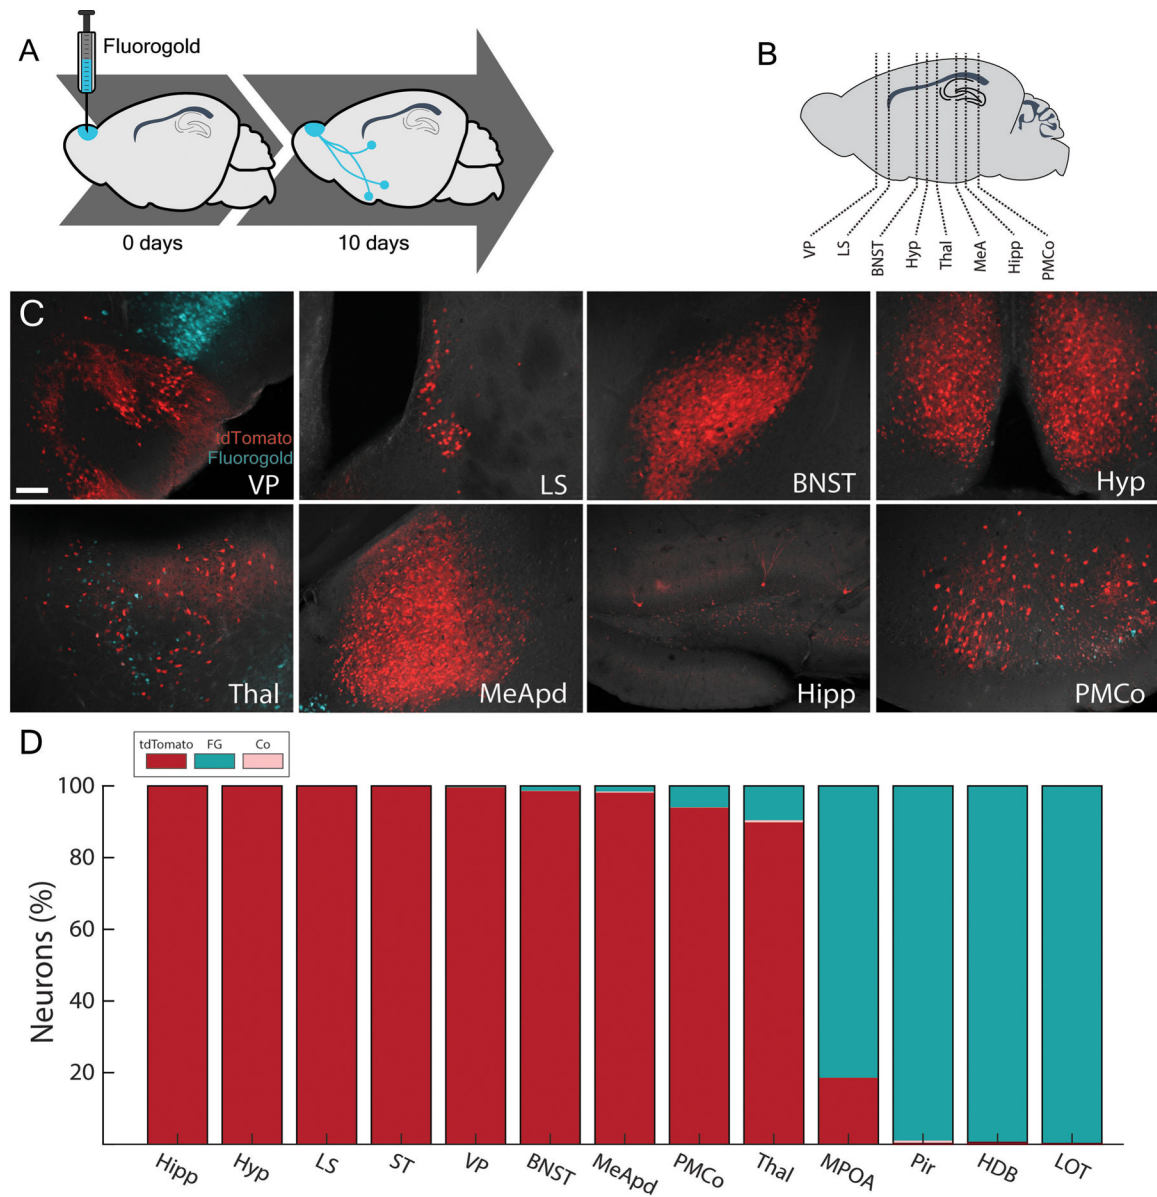 A
Fluorogold
0 days
10 days
B
VP
LS
BNST
Hyp
Thal
MeA
Hipp
PMCo
C
tdTomato
Fluorogold
VP
LS
BNST
Hyp
Thal
MeApd
Hipp
PMCo
D
tdTomato FG Co
100
80
60
40
20
Neurons (%)
Hipp Hyp LS ST VP BNST MeApd PMCo Thal MPOA Pir HDB LOT